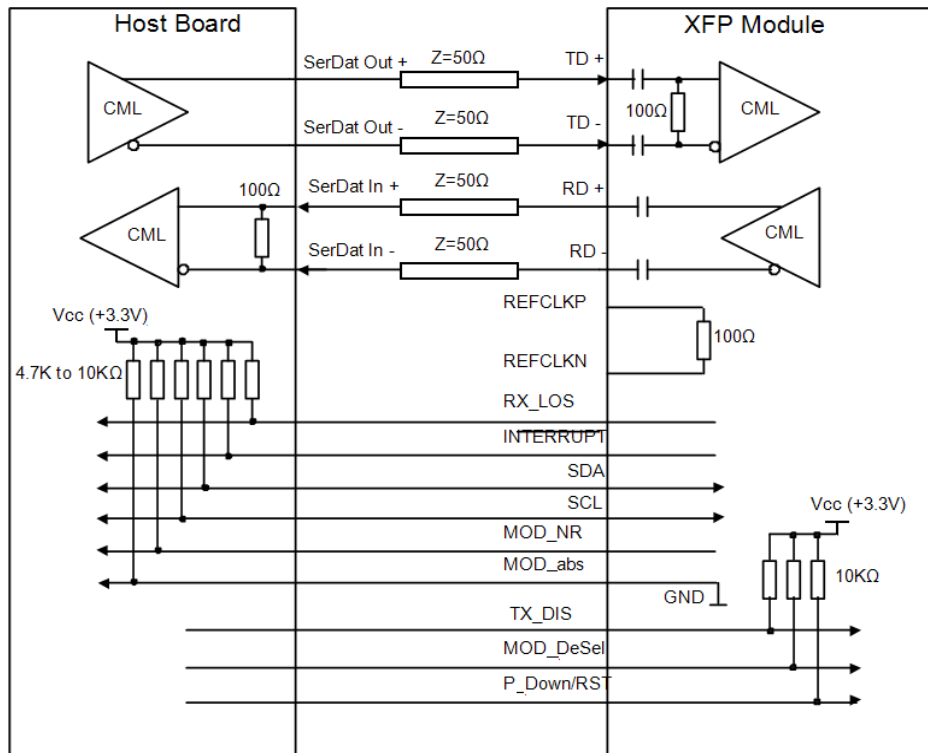 Host Board
XFP Module
SerDat Out +
Z=50Ω
TD +
CML
100Ω
CML
SerDat Out -
Z=50Ω
TD -
SerDat In +
Z=50Ω
RD +
100Ω
CML
CML
SerDat In -
Z=50Ω
RD -
REFCLKP
Vcc (+3.3V)
100Ω
REFCLKN
4.7K to 10KΩ
RX_LOS
INTERRUPT
SDA
SCL
Vcc (+3.3V)
MOD_NR
MOD_abs
10KΩ
GND
TX_DIS
MOD_DeSel
P_Down/RST